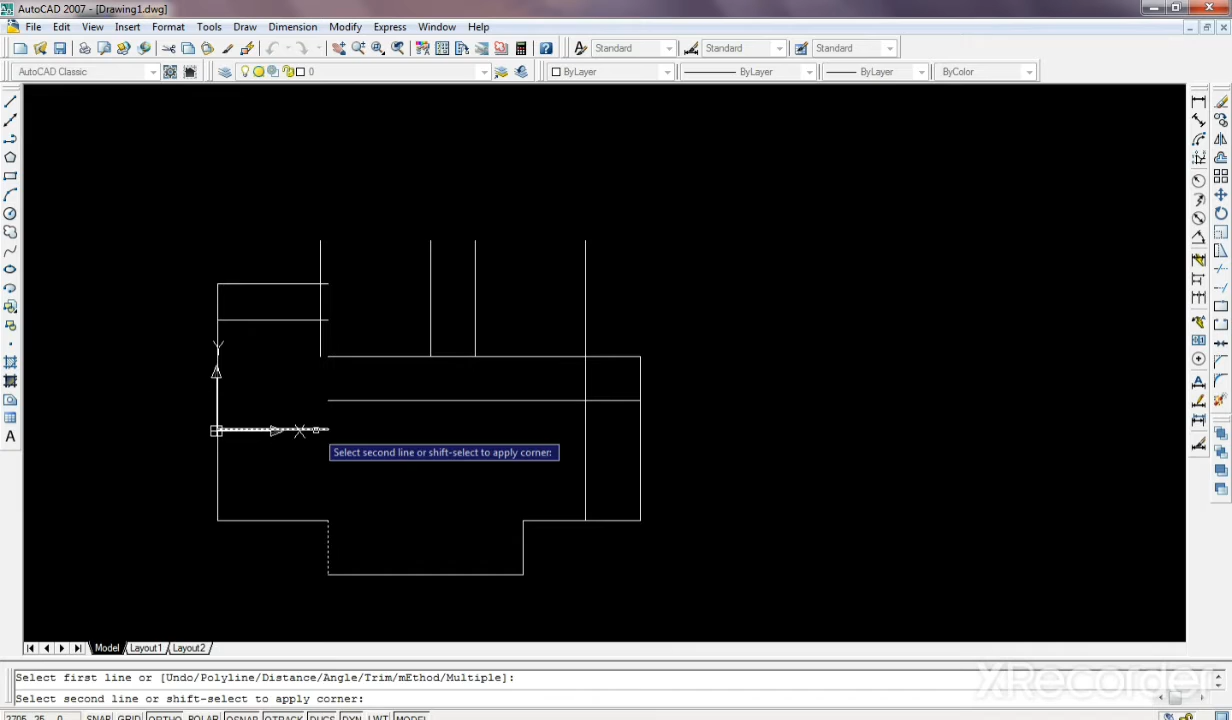 AutoCAD 2007 - [Drawing1.dwg]
File Edit View Insert Format Tools Draw Dimension Modify Express Window Help
Standard Standard Standard
AutoCAD Classic 0 ByLayer ByLayer ByLayer ByColor
A A
Y
X
Select second line or shift-select to apply corner:
Model Layout1 Layout2
Select first line or [Undo/Polyline/Distance/Angle/Trim/mEthod/Multiple]:
Select second line or shift-select to apply corner:
XRecorder
2705.25, 0 SNAP GRID ORTHO POLAR OSNAP OTRACK DUCS DYN LWT MODEL